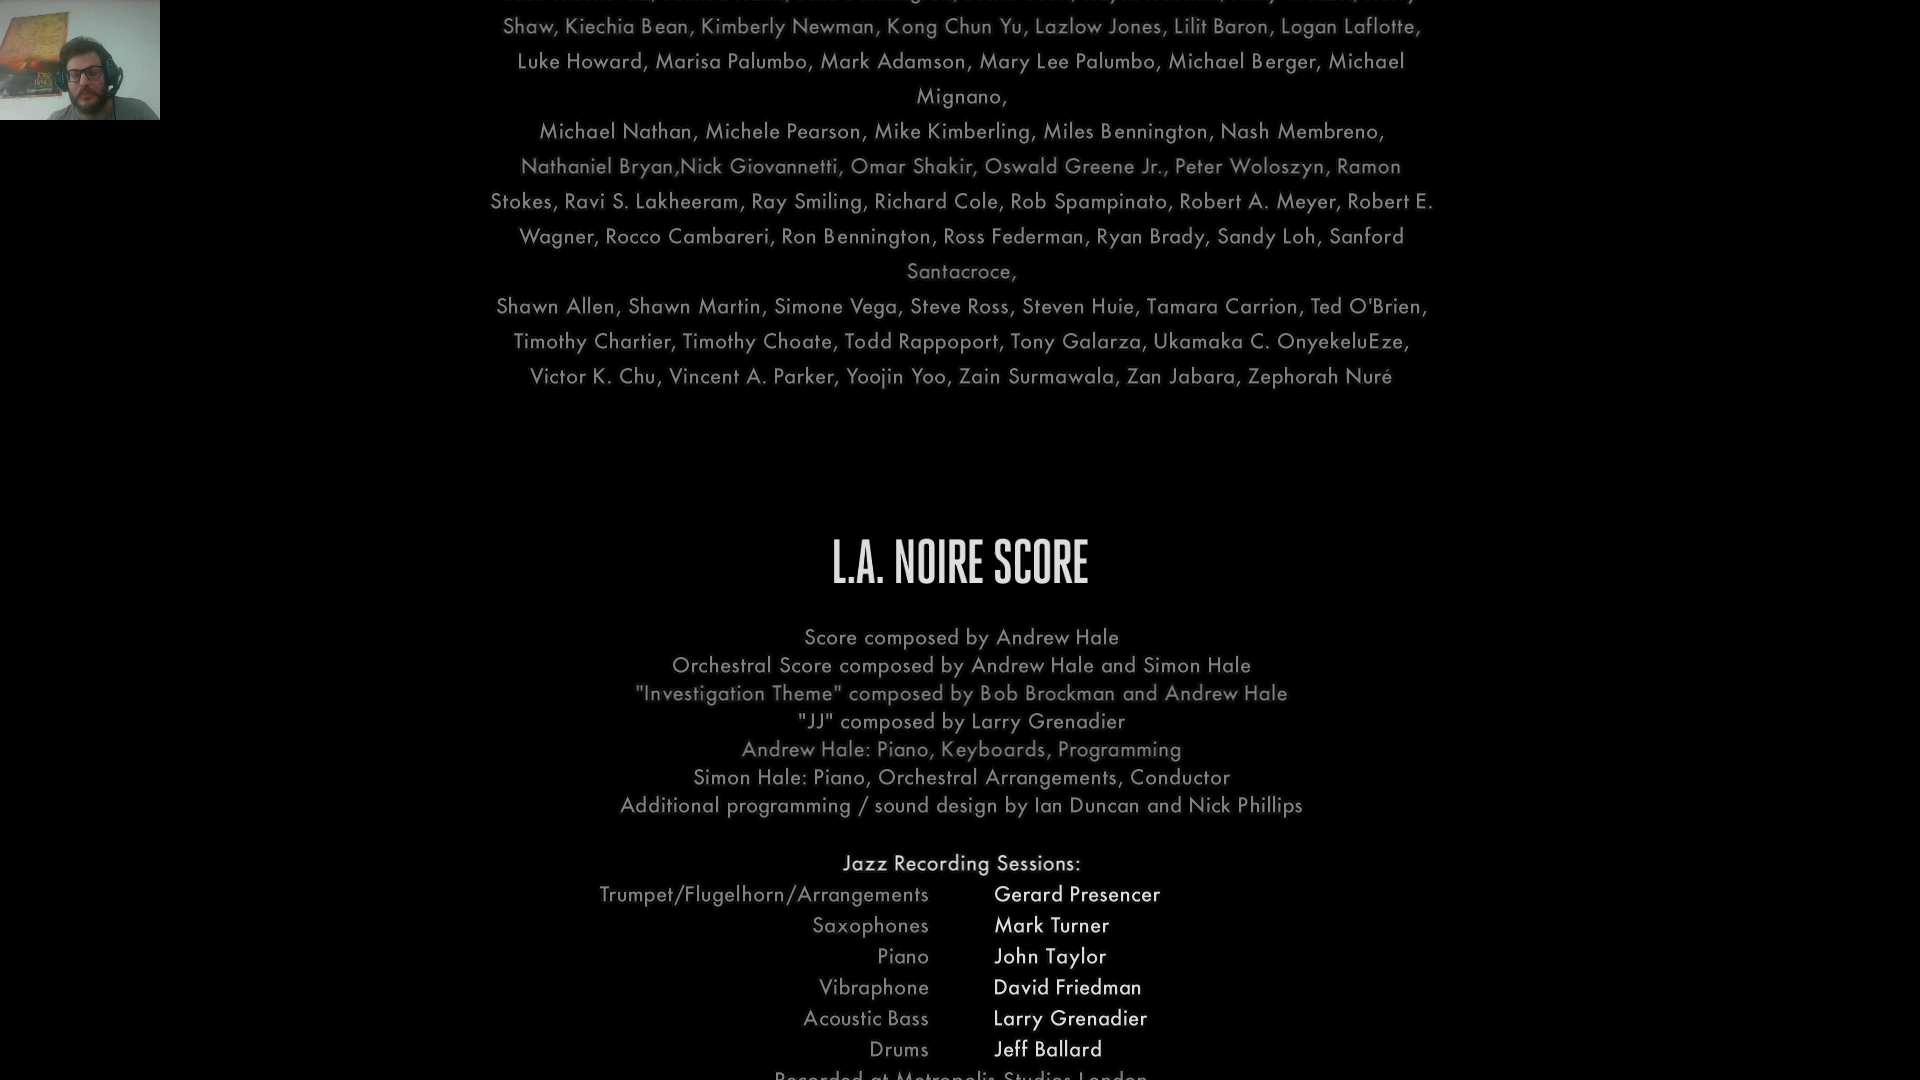 Shaw, Kiechia Bean, Kimberly Newman, Kong Chun Yu, Lazlow Jones, Lilit Baron, Logan Laflotte,
Luke Howard, Marisa Palumbo, Mark Adamson, Mary Lee Palumbo, Michael Berger, Michael
Mignano,
Michael Nathan, Michele Pearson, Mike Kimberling, Miles Bennington, Nash Membreno,
Nathaniel Bryan,Nick Giovannetti, Omar Shakir, Oswald Greene Jr., Peter Woloszyn, Ramon
Stokes, Ravi S. Lakheeram, Ray Smiling, Richard Cole, Rob Spampinato, Robert A. Meyer, Robert E.
Wagner, Rocco Cambareri, Ron Bennington, Ross Federman, Ryan Brady, Sandy Loh, Sanford
Santacroce,
Shawn Allen, Shawn Martin, Simone Vega, Steve Ross, Steven Huie, Tamara Carrion, Ted O'Brien,
Timothy Chartier, Timothy Choate, Todd Rappoport, Tony Galarza, Ukamaka C. OnyekeluEze,
Victor K. Chu, Vincent A. Parker, Yoojin Yoo, Zain Surmawala, Zan Jabara, Zephorah Nuré
L.A. NOIRE SCORE
Score composed by Andrew Hale
Orchestral Score composed by Andrew Hale and Simon Hale
"Investigation Theme" composed by Bob Brockman and Andrew Hale
"JJ" composed by Larry Grenadier
Andrew Hale: Piano, Keyboards, Programming
Simon Hale: Piano, Orchestral Arrangements, Conductor
Additional programming / sound design by Ian Duncan and Nick Phillips
Jazz Recording Sessions:
Trumpet/Flugelhorn/Arrangements Gerard Presencer
Saxophones Mark Turner
Piano John Taylor
Vibraphone David Friedman
Acoustic Bass Larry Grenadier
Drums Jeff Ballard
Recorded at Metropolis Studios London